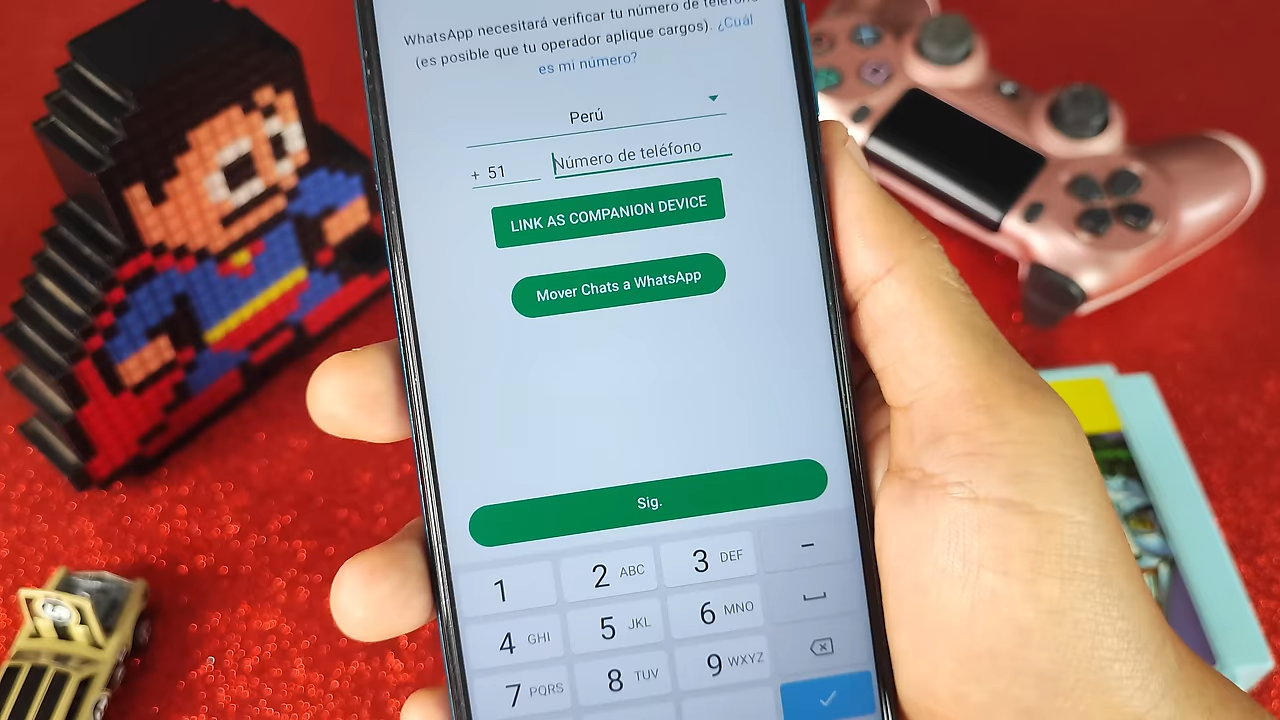 WhatsApp necesitará verificar tu número de teléfono
(es posible que tu operador aplique cargos). ¿Cuál
es mi número?
Perú
+ 51 Número de teléfono
LINK AS COMPANION DEVICE
Mover Chats a WhatsApp
Sig.
1 2 ABC 3 DEF –
4 GHI 5 JKL 6 MNO
7 PQRS 8 TUV 9 WXYZ